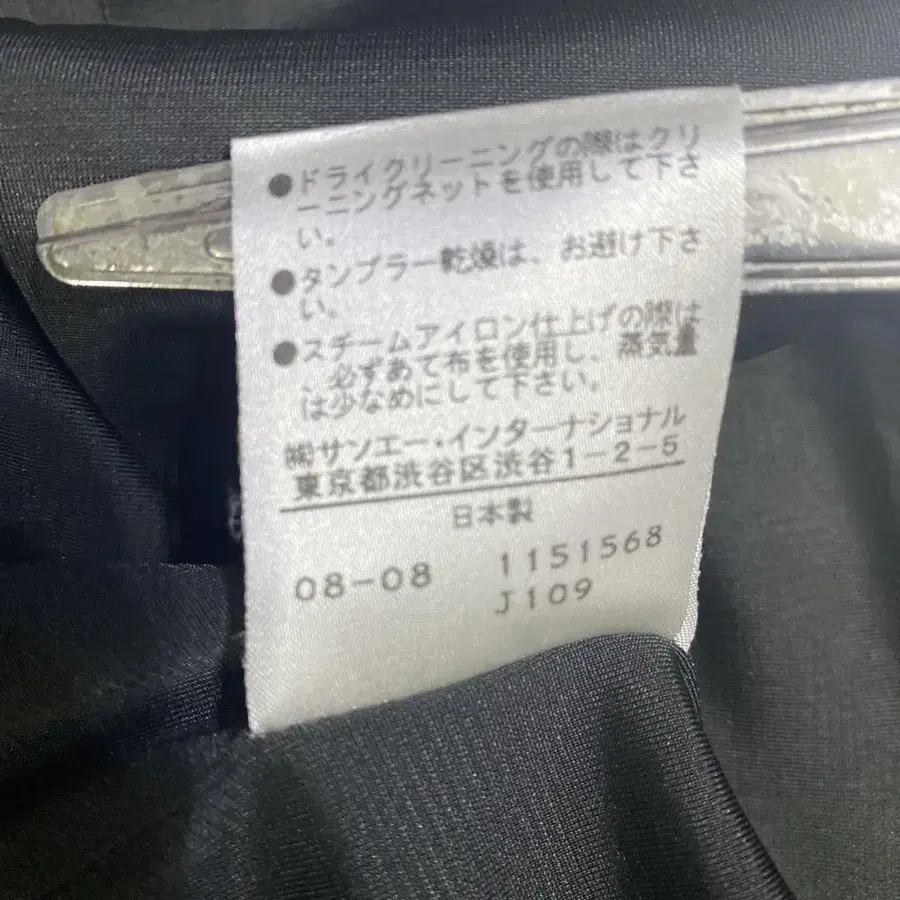 ●ドライクリーニングの際はクリ
ーニングネットを使用して下さ
い。
●タンブラー乾燥は、お避け下さ
い。
●スチームアイロン仕上げの際は
必ずあて布を使用し、蒸気量
は少なめにして下さい。
㈱サンエー・インターナショナル
東京都渋谷区渋谷1-2-5
日本製
08-08 1151568
J109